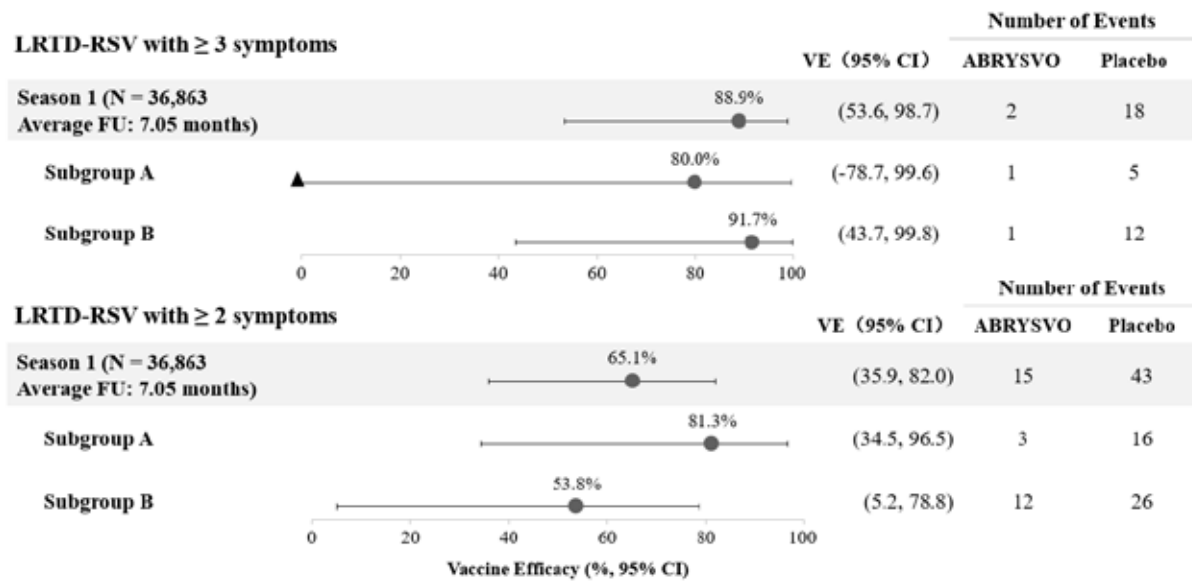 Number of Events
LRTD-RSV with ≥ 3 symptoms
VE（95% CI） ABRYSVO Placebo
Season 1 (N = 36,863
Average FU: 7.05 months)
88.9% (53.6, 98.7) 2 18
Subgroup A 80.0% (-78.7, 99.6) 1 5
Subgroup B 91.7% (43.7, 99.8) 1 12
0 20 40 60 80 100
Number of Events
LRTD-RSV with ≥ 2 symptoms
VE（95% CI） ABRYSVO Placebo
Season 1 (N = 36,863
Average FU: 7.05 months)
65.1% (35.9, 82.0) 15 43
Subgroup A 81.3% (34.5, 96.5) 3 16
Subgroup B 53.8% (5.2, 78.8) 12 26
0 20 40 60 80 100
Vaccine Efficacy (%, 95% CI)